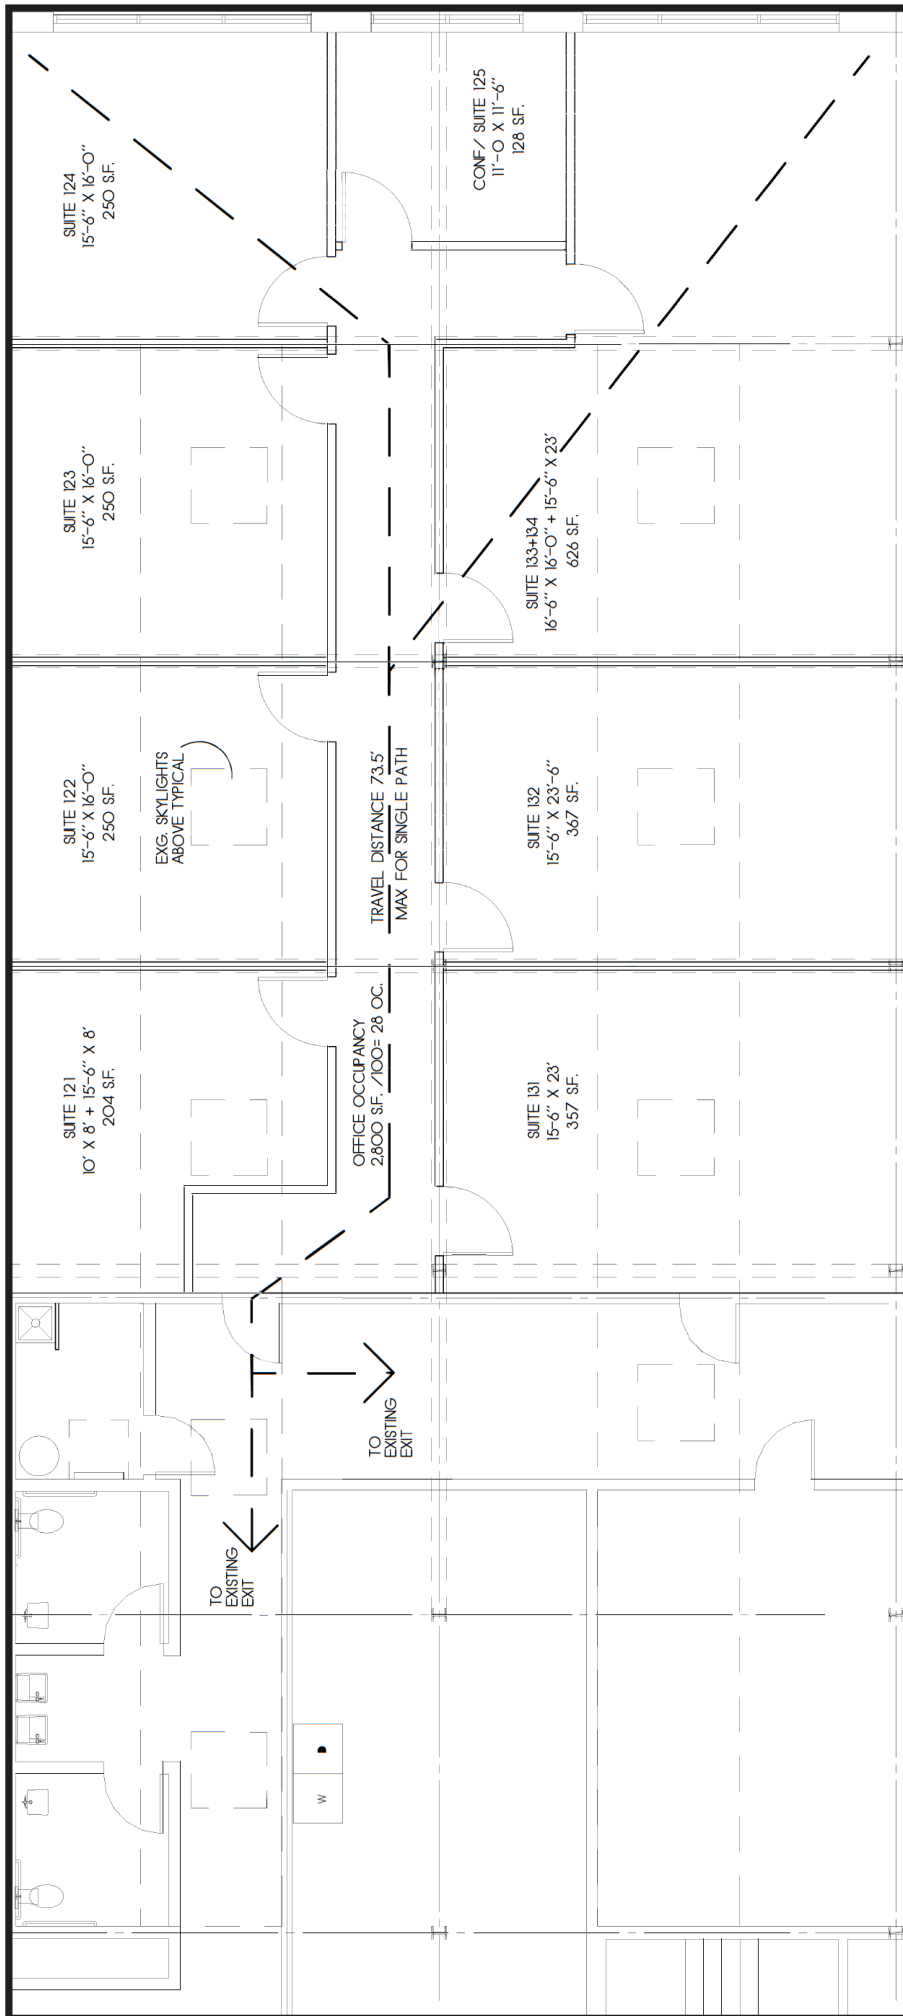 SUITE 124
15'-6" X 16'-0"
250 S.F.
CONF/ SUITE 125
11'-0 X 11'-6"
128 S.F.
SUITE 123
15'-6" X 16'-0"
250 S.F.
SUITE 133+134
16'-6" X 16'-0" + 15'-6" X 23'
626 S.F.
SUITE 122
15'-6" X 16'-0"
250 S.F.
EXG. SKYLIGHTS
ABOVE TYPICAL
TRAVEL DISTANCE 73.5'
MAX FOR SINGLE PATH
SUITE 132
15'-6" X 23'-6"
367 S.F.
SUITE 121
10' X 8' + 15'-6" X 8'
204 S.F.
OFFICE OCCUPANCY
2,800 S.F. /100= 28 OC.
SUITE 131
15-6" X 23'
357 S.F.
TO
EXISTING
EXIT
TO
EXISTING
EXIT
D
W